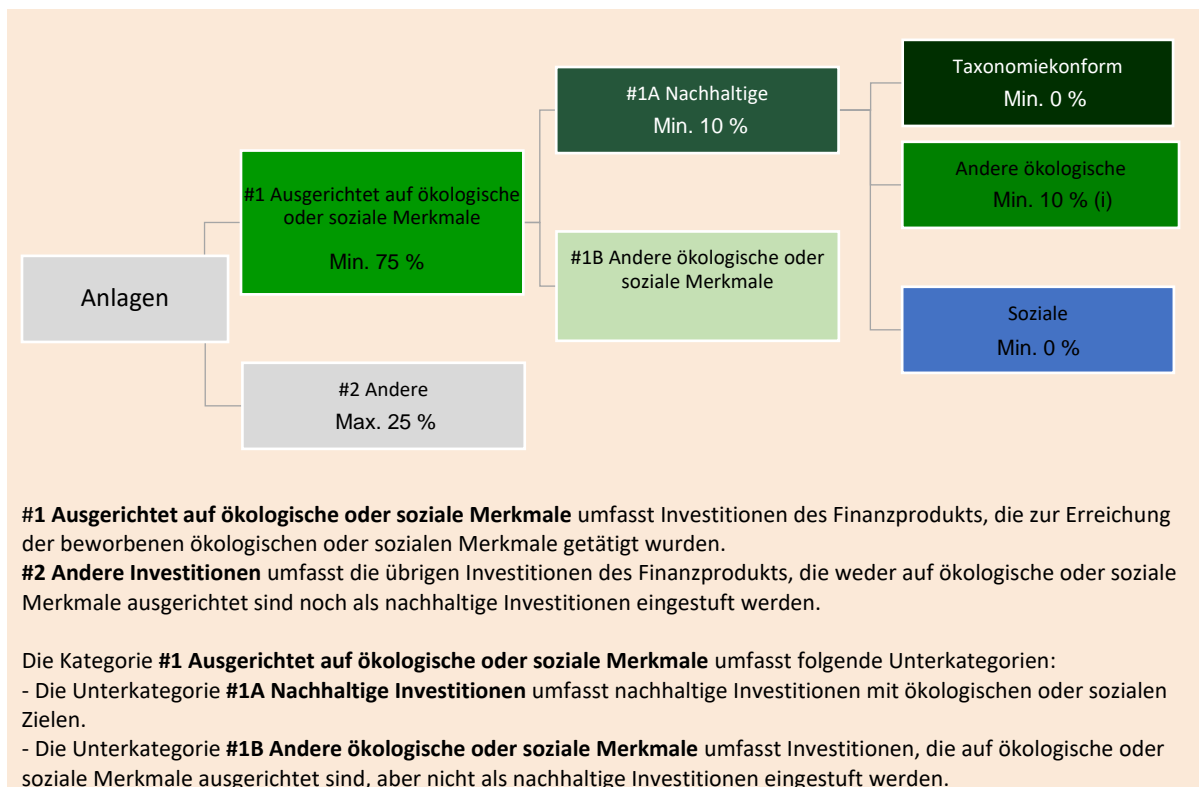 Anlagen
#1 Ausgerichtet auf ökologische
oder soziale Merkmale
Min. 75 %
#2 Andere
Max. 25 %
#1A Nachhaltige
Min. 10 %
#1B Andere ökologische oder
soziale Merkmale
Taxonomiekonform
Min. 0 %
Andere ökologische
Min. 10 % (i)
Soziale
Min. 0 %
#1 Ausgerichtet auf ökologische oder soziale Merkmale umfasst Investitionen des Finanzprodukts, die zur Erreichung
der beworbenen ökologischen oder sozialen Merkmale getätigt wurden.
#2 Andere Investitionen umfasst die übrigen Investitionen des Finanzprodukts, die weder auf ökologische oder soziale
Merkmale ausgerichtet sind noch als nachhaltige Investitionen eingestuft werden.
Die Kategorie #1 Ausgerichtet auf ökologische oder soziale Merkmale umfasst folgende Unterkategorien:
- Die Unterkategorie #1A Nachhaltige Investitionen umfasst nachhaltige Investitionen mit ökologischen oder sozialen
Zielen.
- Die Unterkategorie #1B Andere ökologische oder soziale Merkmale umfasst Investitionen, die auf ökologische oder
soziale Merkmale ausgerichtet sind, aber nicht als nachhaltige Investitionen eingestuft werden.